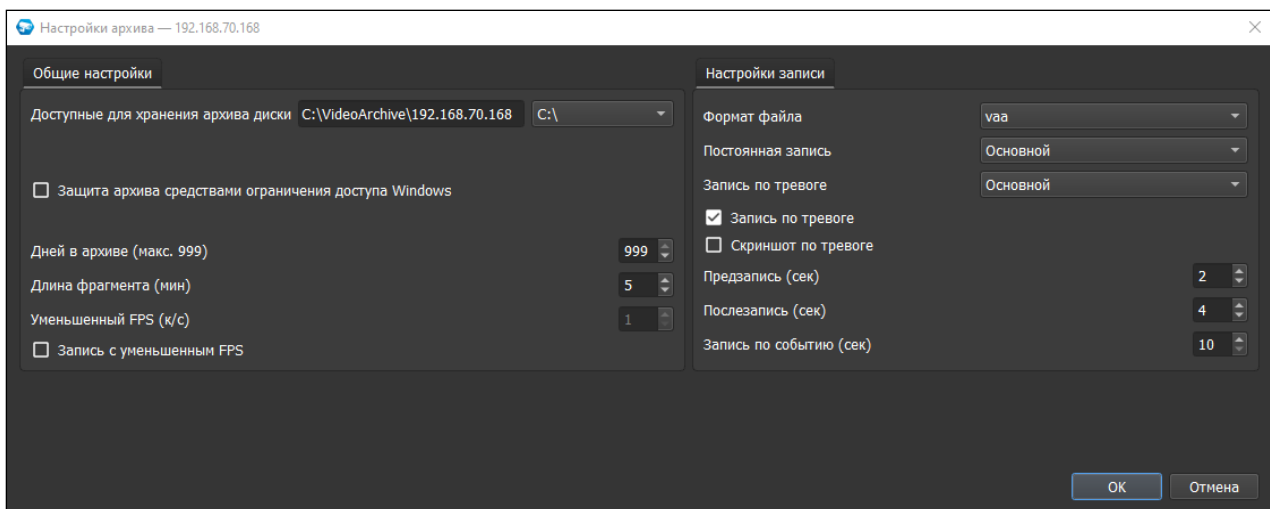 Настройки архива — 192.168.70.168
Общие настройки
Доступные для хранения архива диски C:\VideoArchive\192.168.70.168 C:\
Защита архива средствами ограничения доступа Windows
Дней в архиве (макс. 999) 999
Длина фрагмента (мин) 5
Уменьшенный FPS (к/с) 1
Запись с уменьшенным FPS
Настройки записи
Формат файла vaa
Постоянная запись Основной
Запись по тревоге Основной
Запись по тревоге
Скриншот по тревоге
Предзапись (сек) 2
Послезапись (сек) 4
Запись по событию (сек) 10
OK Отмена